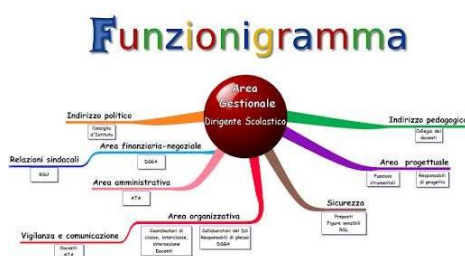 Funzionigramma
Area
Gestionale
Dirigente Scolastico
Indirizzo politico
Consiglio
d'Istituto
Indirizzo pedagogico
Collegio dei
docenti
Area finanziaria-negoziale
DSGA
Relazioni sindacali
RSU
Area progettuale
Funzioni
strumentali
Responsabili
di progetto
Area amministrativa
ATA
Sicurezza
Preposti
Figure sensibili
RSL
Area organizzativa
Coordinatori di
classe, interclasse,
intersezione
Docenti
Collaboratori del DS
Responsabili di plesso
DSGA
Vigilanza e comunicazione
Docenti
ATA